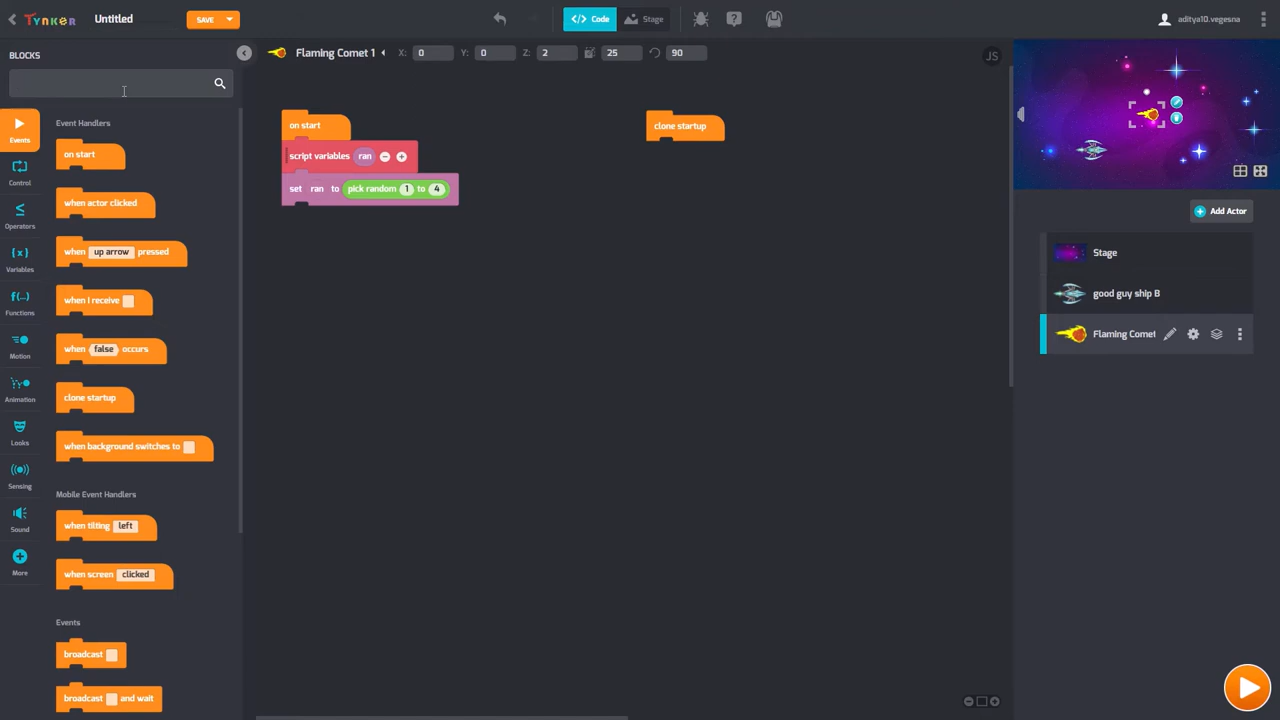 TYNKER Untitled SAVE </> Code Stage aditya10.vegesna
BLOCKS Flaming Comet 1 X: 0 Y: 0 Z: 2 25 90 JS
Events
Control
Operators
{x}
Variables
f(...)
Functions
Motion
Animation
Looks
Sensing
Sound
More
Event Handlers
on start
when actor clicked
when up arrow pressed
when i receive
when false occurs
clone startup
when background switches to
Mobile Event Handlers
when tilting left
when screen clicked
Events
broadcast
broadcast and wait
on start
script variables ran
set ran to pick random 1 to 4
clone startup
Add Actor
Stage
good guy ship B
Flaming Comet